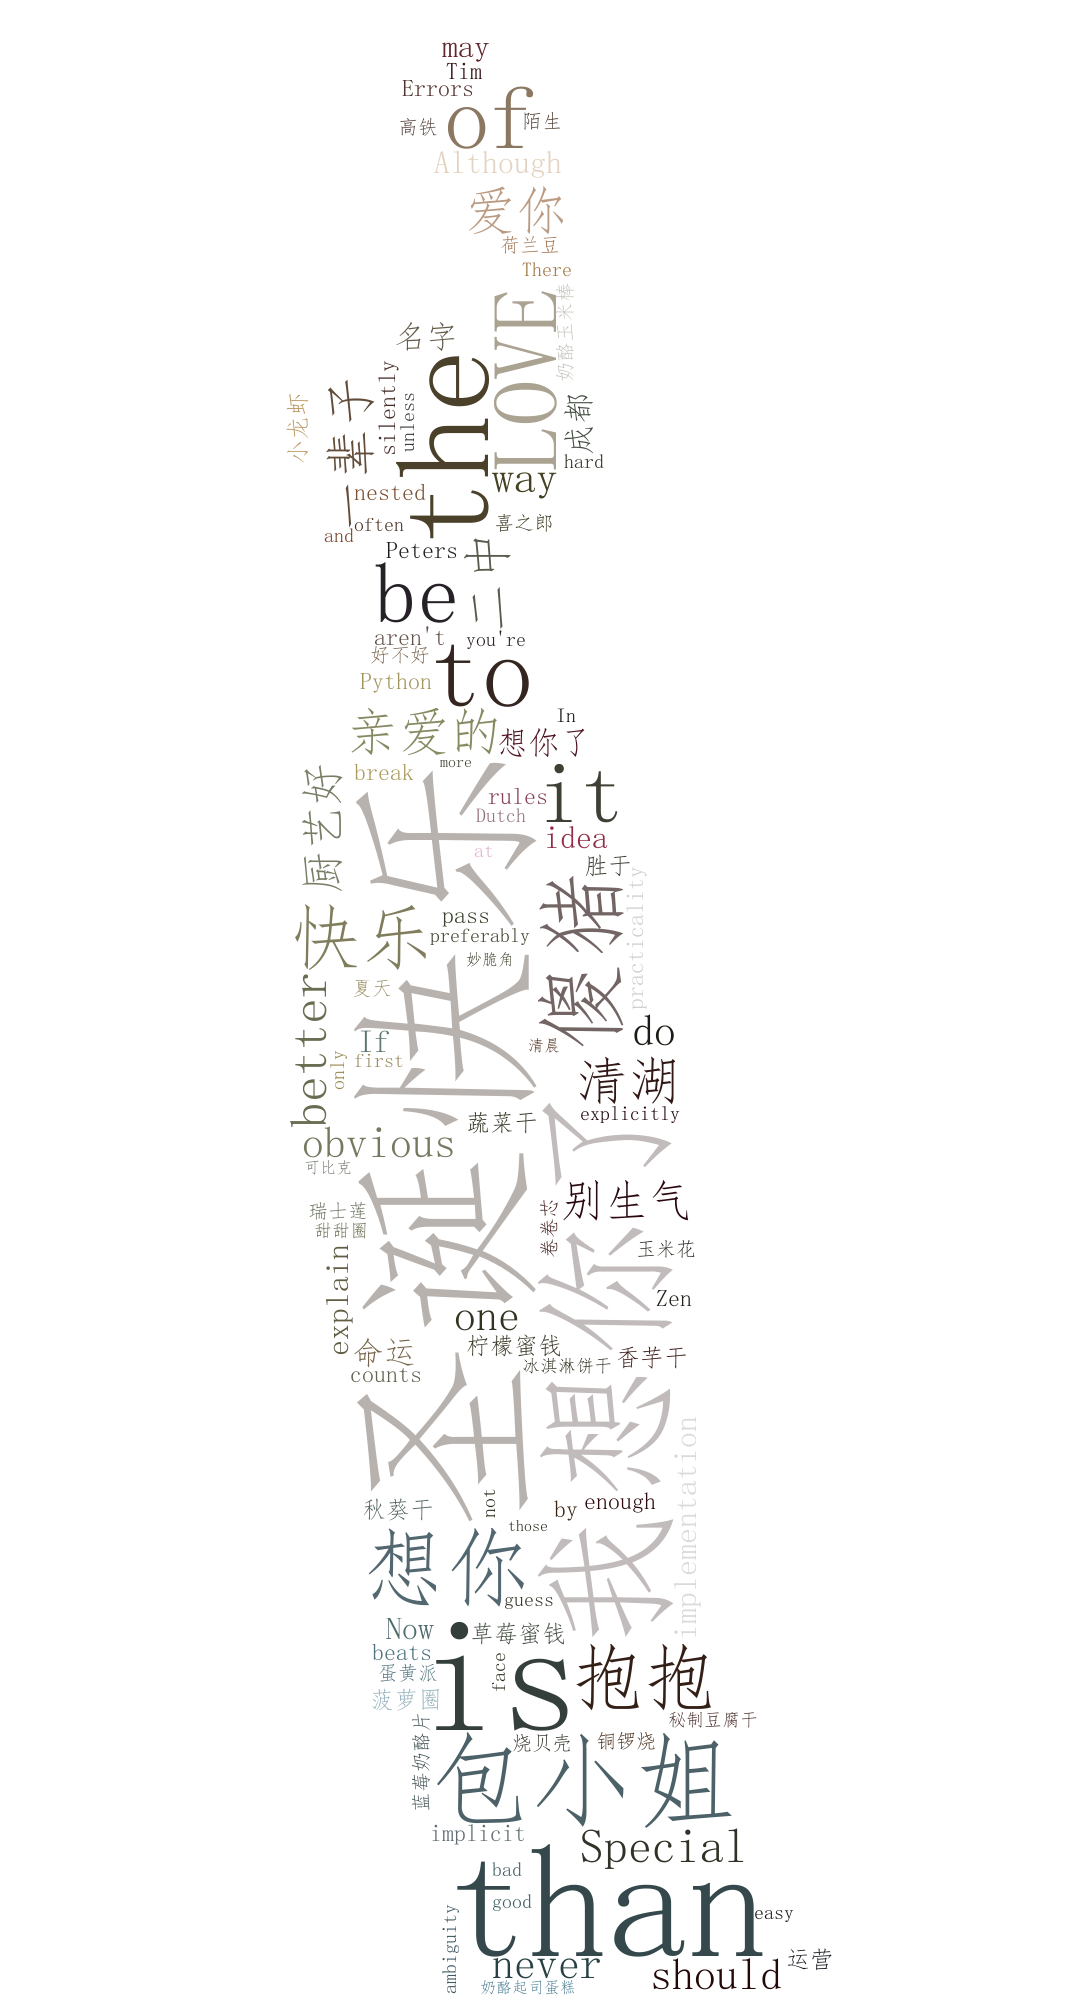 may
Tim
Errors
of
高铁
陌生
Although
爱你
荷兰豆
There
LOVE
奶酪玉米棒
名字
the
silently
unless
一辈子
小龙虾
成都
hard
way
nested
often
and
喜之郎
Peters
二中
be
aren't
you're
好不好
to
Python
亲爱的
In
想你了
more
break
it
厨艺好
rules
Dutch
idea
at
胜于
圣诞快乐
快乐
pass
preferably
傻猪
practicality
妙脆角
夏天
better
do
If
清晨
first
only
清湖
explicitly
蔬菜干
obvious
我想你了
可比克
别生气
瑞士莲
甜甜圈
卷卷芯
玉米花
explain
Zen
one
柠檬蜜钱
命运
冰淇淋饼干
香芋干
counts
implementation
not
秋葵干
by
enough
those
想你
guess
Now
is
草莓蜜钱
beats
face
抱抱
蛋黄派
菠萝圈
秘制豆腐干
蓝莓奶酪片
烧贝壳
铜锣烧
包小姐
implicit
Special
than
bad
good
easy
ambiguity
never
运营
should
奶酪起司蛋糕